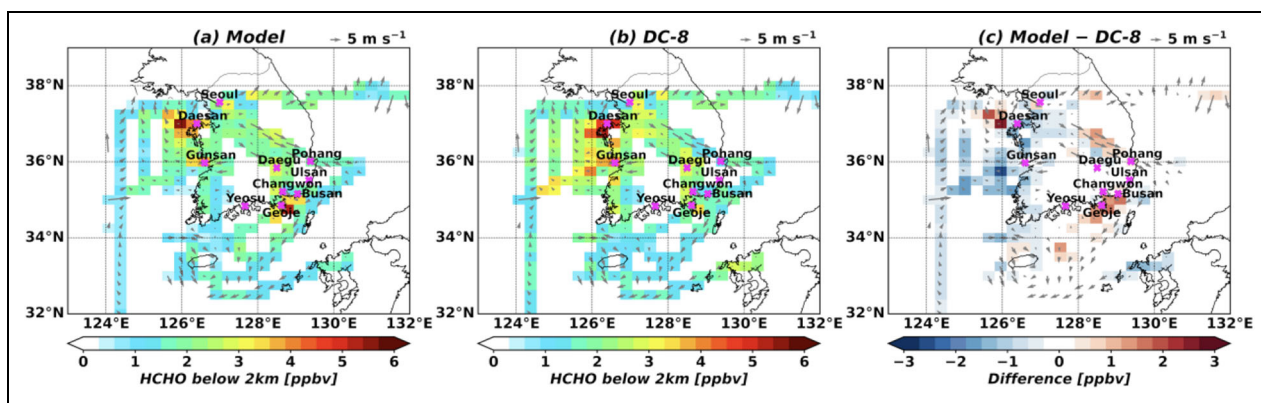 (a) Model
5 m s⁻¹
(b) DC-8
5 m s⁻¹
(c) Model − DC-8
5 m s⁻¹
38°N
36°N
34°N
32°N
Seoul
Daesan
Gunsan
Daegu
Pohang
Ulsan
Changwon
Busan
Yeosu
Geoje
124°E
126°E
128°E
130°E
132°E
38°N
36°N
34°N
32°N
Seoul
Daesan
Gunsan
Daegu
Pohang
Ulsan
Changwon
Busan
Yeosu
Geoje
124°E
126°E
128°E
130°E
132°E
38°N
36°N
34°N
32°N
Seoul
Daesan
Gunsan
Daegu
Pohang
Ulsan
Changwon
Busan
Yeosu
Geoje
124°E
126°E
128°E
130°E
132°E
0 1 2 3 4 5 6
HCHO below 2km [ppbv]
0 1 2 3 4 5 6
HCHO below 2km [ppbv]
−3 −2 −1 0 1 2 3
Difference [ppbv]